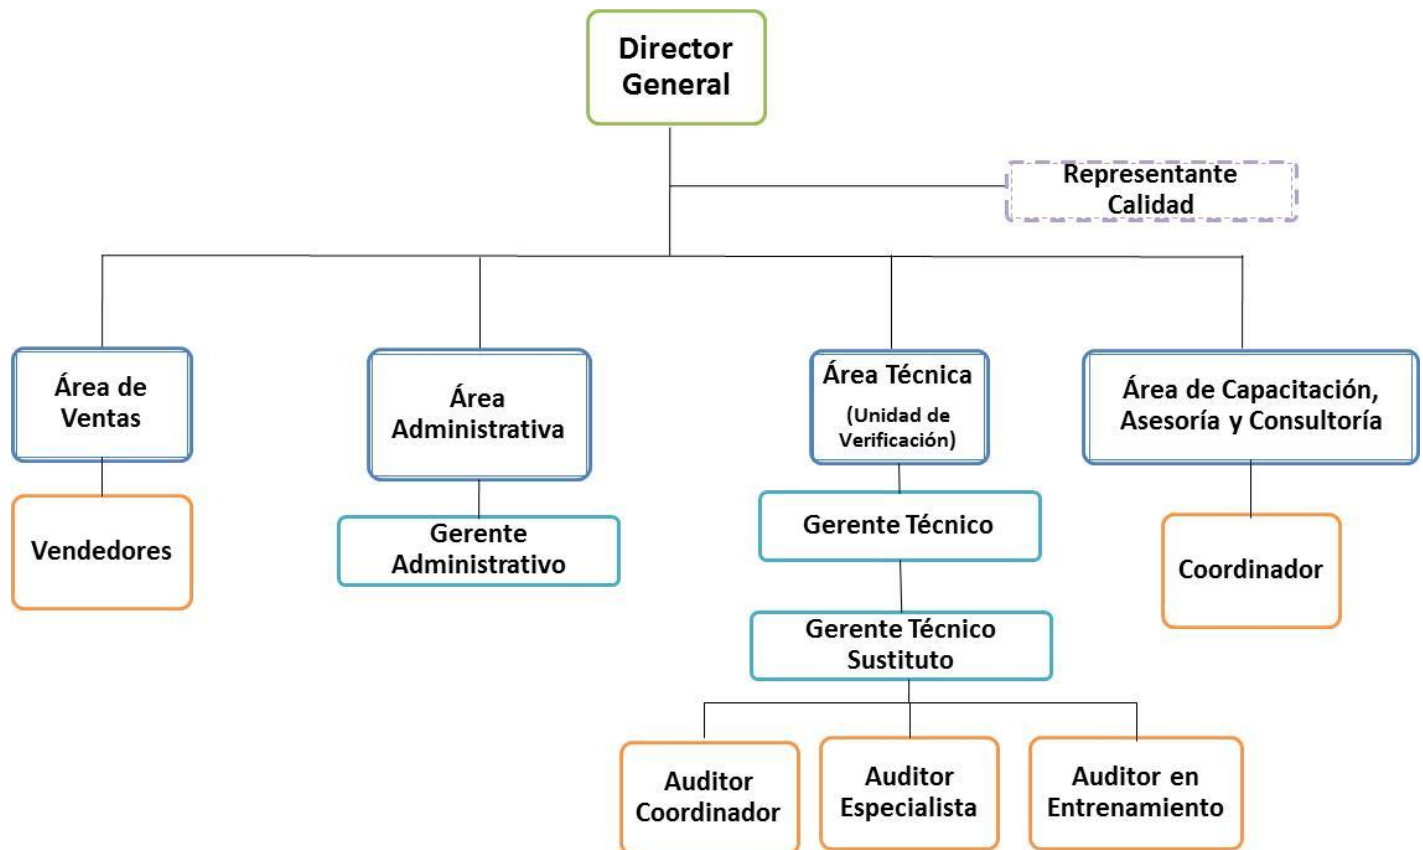 Director
General
Representante
Calidad
Área de
Ventas
Área
Administrativa
Área Técnica
(Unidad de
Verificación)
Área de Capacitación,
Asesoría y Consultoría
Vendedores
Gerente
Administrativo
Gerente Técnico
Coordinador
Gerente Técnico
Sustituto
Auditor
Coordinador
Auditor
Especialista
Auditor en
Entrenamiento